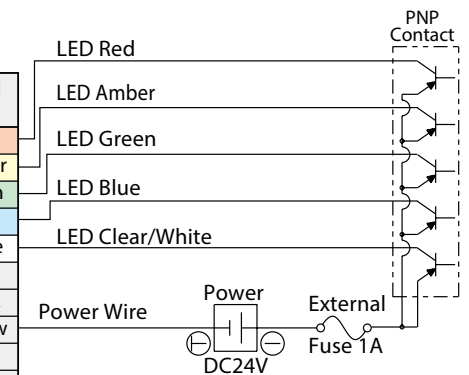 PNP
Contact
LED Red
LED Amber
LED Green
LED Blue
LED Clear/White
Power Wire
Power
DC24V
External
Fuse 1A